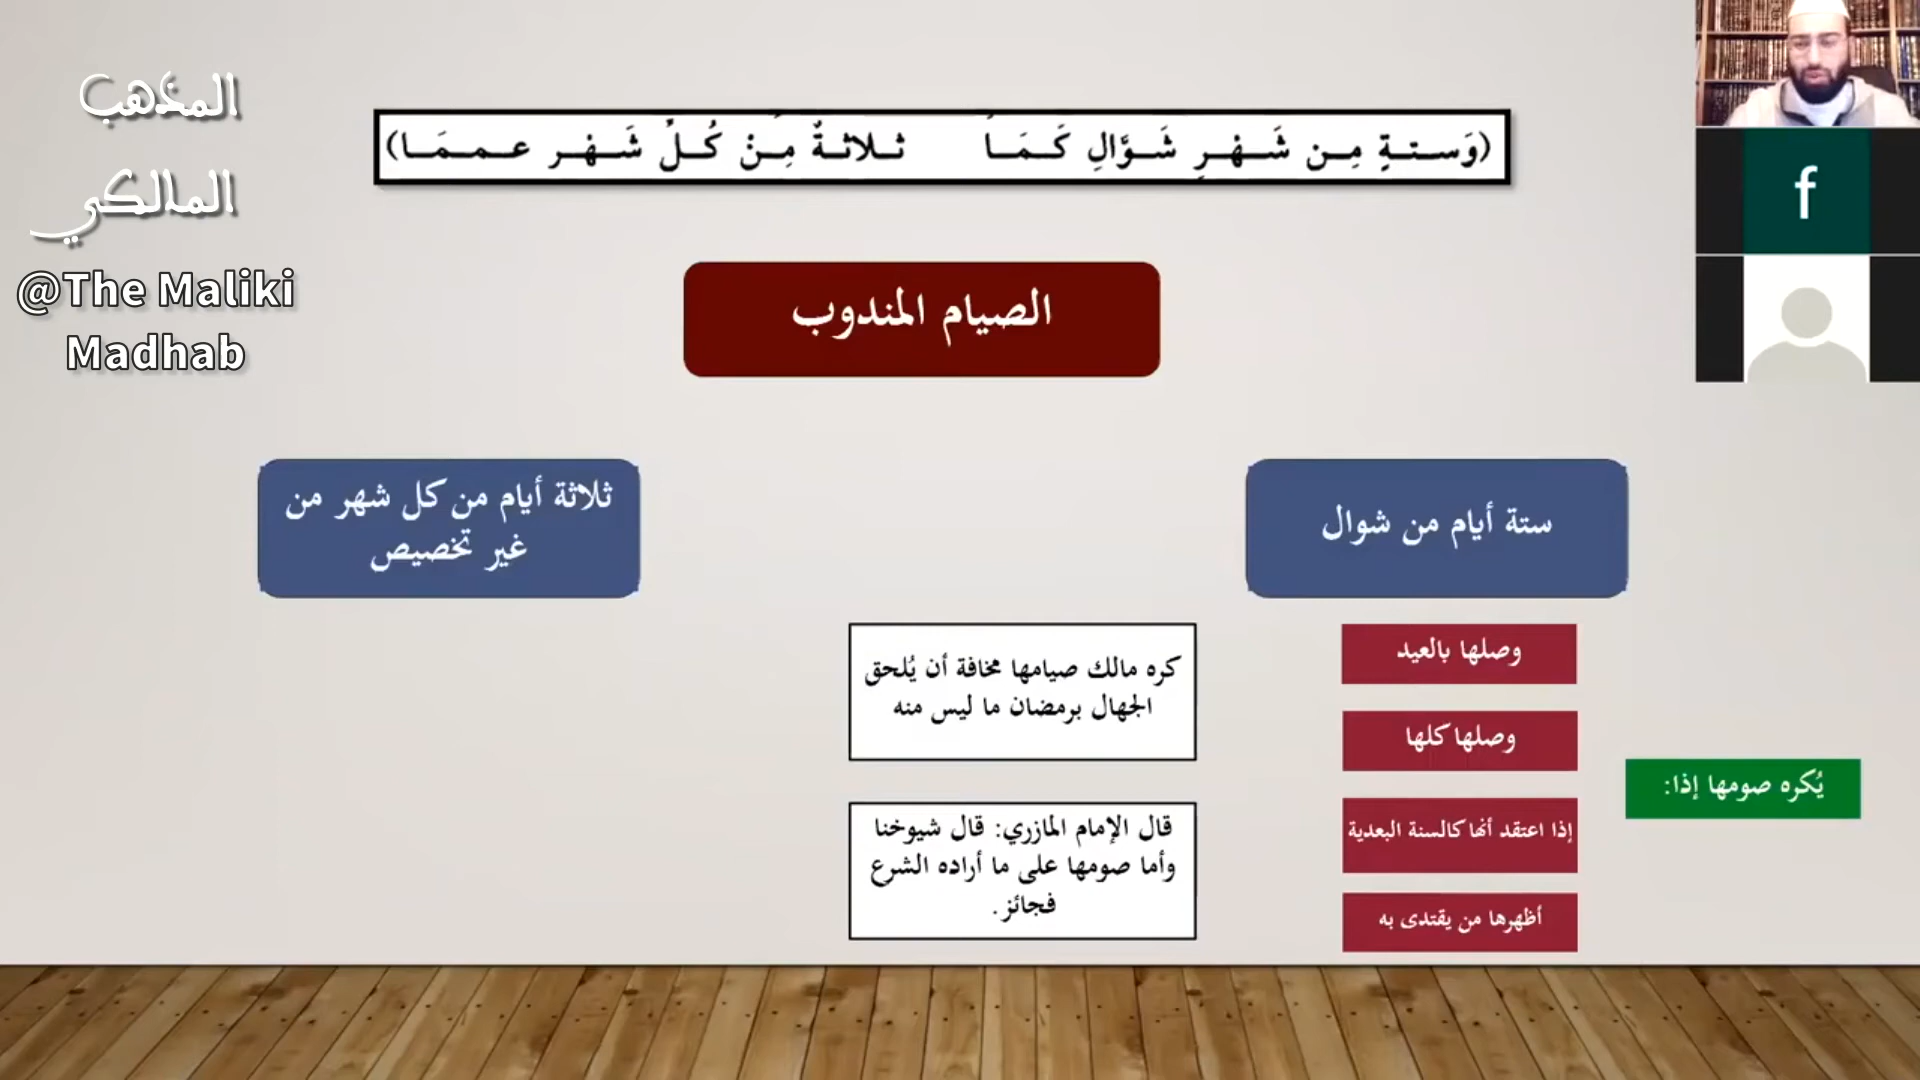 المذهب
المالكي
@The Maliki
Madhab
(وَستةٍ مِن شَهْرِ شَوَّالِ كَمَا ثلاثةٌ مِنْ كُلِّ شَهْر عممَا)
f
الصيام المندوب
ستة أيام من شوال
ثلاثة أيام من كل شهر من
غير تخصيص
يُكره صومها إذا:
وصلها بالعيد
وصلها كلها
إذا اعتقد أنها كالسنة البعدية
أظهرها من يقتدى به
كره مالك صيامها مخافة أن يُلحق
الجهال برمضان ما ليس منه
قال الإمام المازري: قال شيوخنا
وأما صومها على ما أراده الشرع
فجائز.